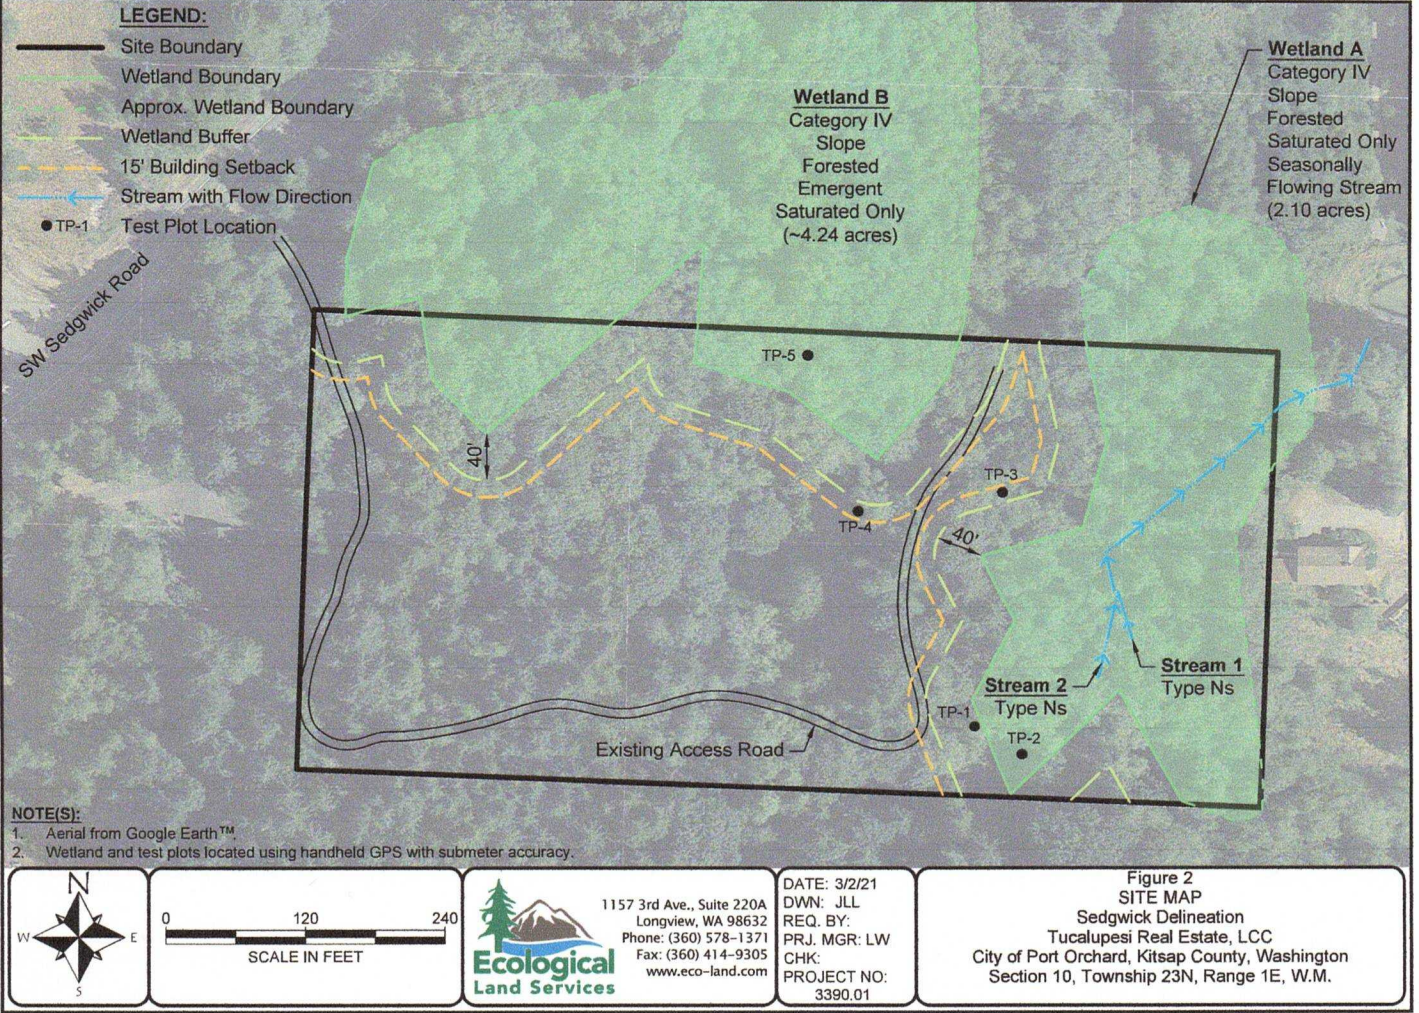 LEGEND:
Site Boundary
Wetland Boundary
Approx. Wetland Boundary
Wetland Buffer
15' Building Setback
Stream with Flow Direction
TP-1 Test Plot Location
SW Sedgwick Road
Wetland B
Category IV
Slope
Forested
Emergent
Saturated Only
(~4.24 acres)
Wetland A
Category IV
Slope
Forested
Saturated Only
Seasonally
Flowing Stream
(2.10 acres)
TP-5
40'
TP-3
TP-4
40'
Stream 1
Type Ns
Stream 2
Type Ns
TP-1
TP-2
Existing Access Road
NOTE(S):
1. Aerial from Google Earth™.
2. Wetland and test plots located using handheld GPS with submeter accuracy.
N
W E
S
0 120 240
SCALE IN FEET
Ecological
Land Services
1157 3rd Ave., Suite 220A
Longview, WA 98632
Phone: (360) 578-1371
Fax: (360) 414-9305
www.eco-land.com
DATE: 3/2/21
DWN: JLL
REQ. BY:
PRJ. MGR: LW
CHK:
PROJECT NO:
3390.01
Figure 2
SITE MAP
Sedgwick Delineation
Tucalupesi Real Estate, LCC
City of Port Orchard, Kitsap County, Washington
Section 10, Township 23N, Range 1E, W.M.